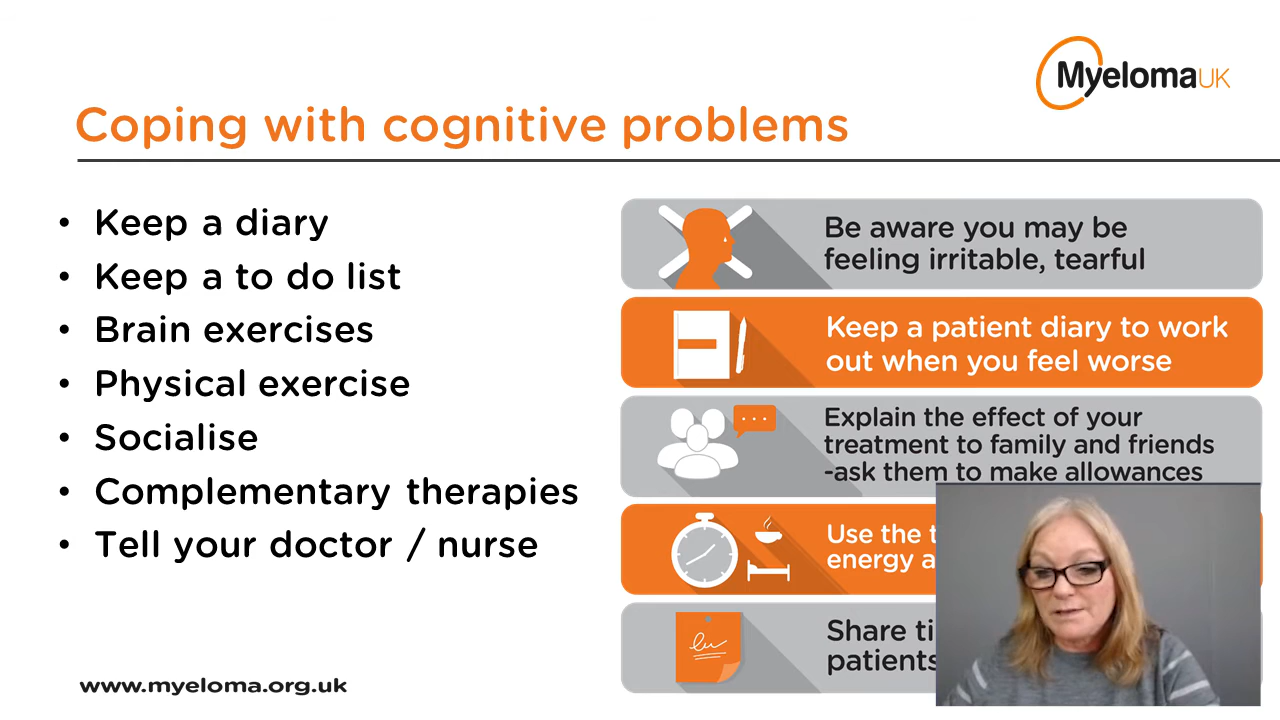 Myeloma UK
Coping with cognitive problems
• Keep a diary
• Keep a to do list
• Brain exercises
• Physical exercise
• Socialise
• Complementary therapies
• Tell your doctor / nurse
Be aware you may be
feeling irritable, tearful
Keep a patient diary to work
out when you feel worse
Explain the effect of your
treatment to family and friends
-ask them to make allowances
Use the
energy
Share
patients
www.myeloma.org.uk